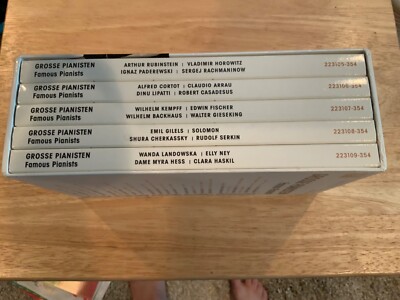 GROSSE PIANISTEN ARTHUR RUBINSTEIN | VLADIMIR HOROWITZ 223105-354
Famous Pianists IGNAZ PADEREWSKI | SERGEJ RACHMANINOW
GROSSE PIANISTEN ALFRED CORTOT | CLAUDIO ARRAU 223106-354
Famous Pianists DINU LIPATTI | ROBERT CASADESUS
GROSSE PIANISTEN WILHELM KEMPFF | EDWIN FISCHER 223107-354
Famous Pianists WILHELM BACKHAUS | WALTER GIESEKING
GROSSE PIANISTEN EMIL GILELS | SOLOMON 223108-354
Famous Pianists SHURA CHERKASSKY | RUDOLF SERKIN
GROSSE PIANISTEN WANDA LANDOWSKA | ELLY NEY 223109-354
Famous Pianists DAME MYRA HESS | CLARA HASKIL